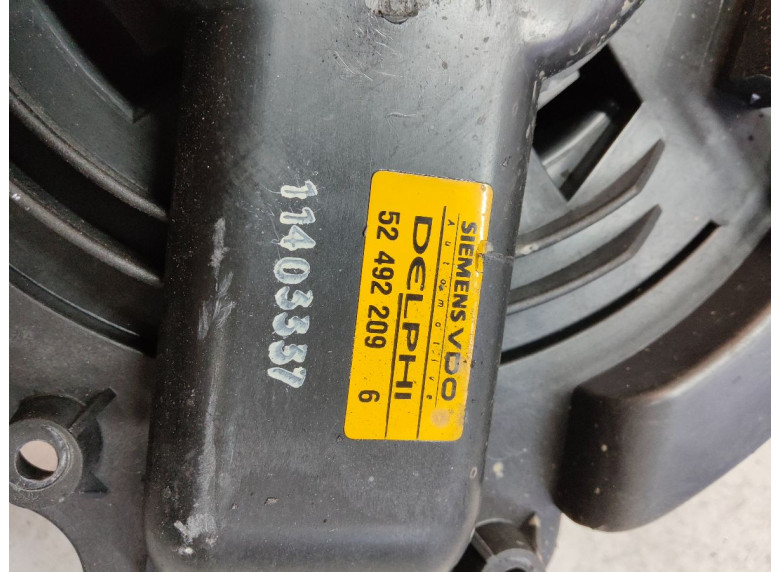 SIEMENS VDO
Automotive
DELPHI
52 492 209 6
11403337